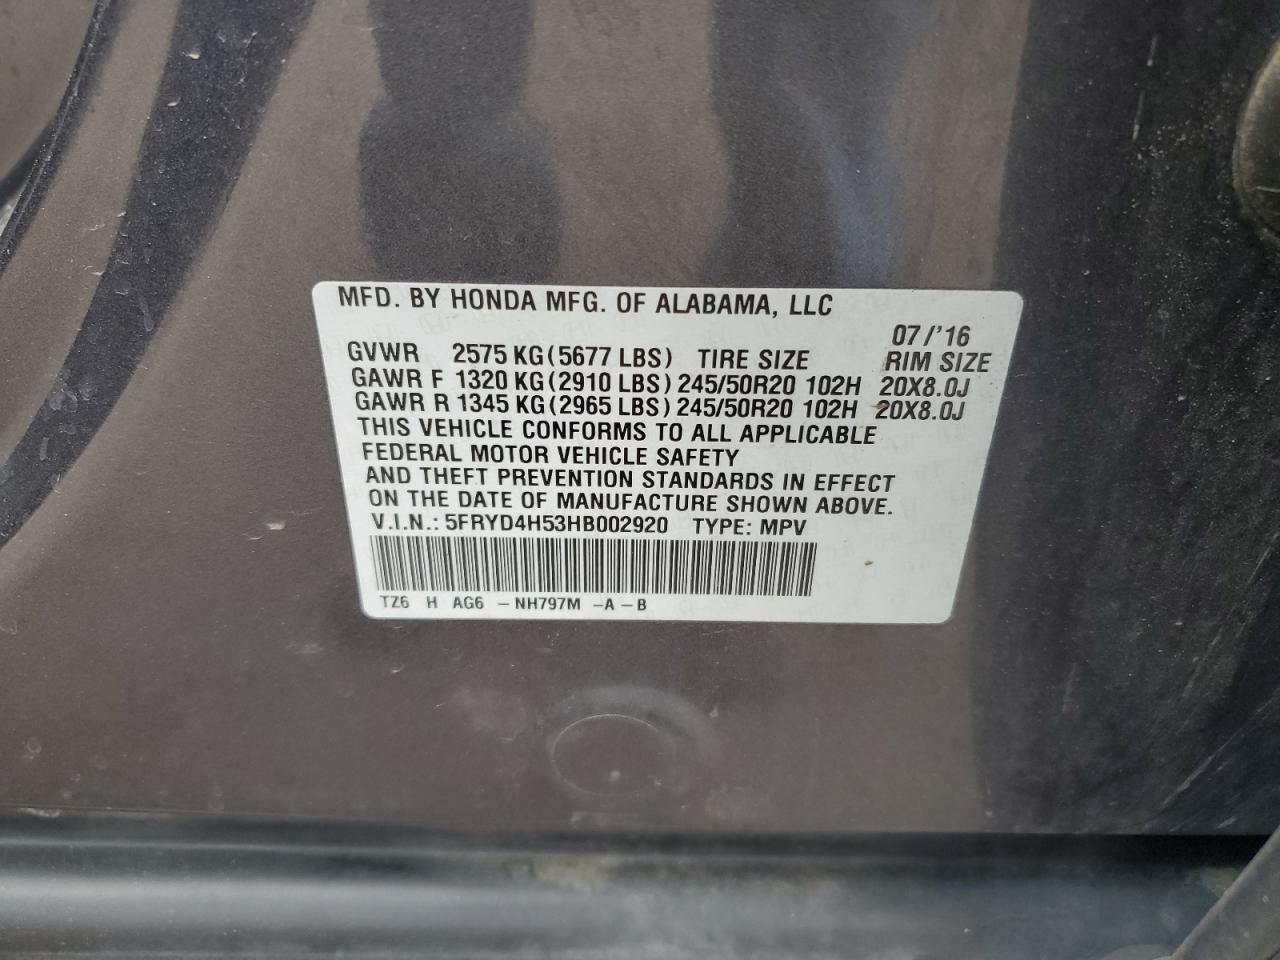 MFD. BY HONDA MFG. OF ALABAMA, LLC
07/'16
GVWR 2575 KG(5677 LBS) TIRE SIZE RIM SIZE
GAWR F 1320 KG(2910 LBS) 245/50R20 102H 20X8.0J
GAWR R 1345 KG(2965 LBS) 245/50R20 102H 20X8.0J
THIS VEHICLE CONFORMS TO ALL APPLICABLE
FEDERAL MOTOR VEHICLE SAFETY
AND THEFT PREVENTION STANDARDS IN EFFECT
ON THE DATE OF MANUFACTURE SHOWN ABOVE.
V.I.N.: 5FRYD4H53HB002920 TYPE: MPV
TZ6 H AG6 -NH797M -A-B